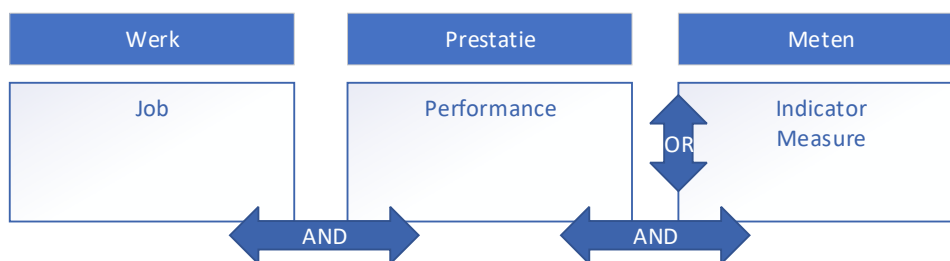 Werk
Prestatie
Meten
Job
Performance
Indicator
Measure
OR
AND
AND